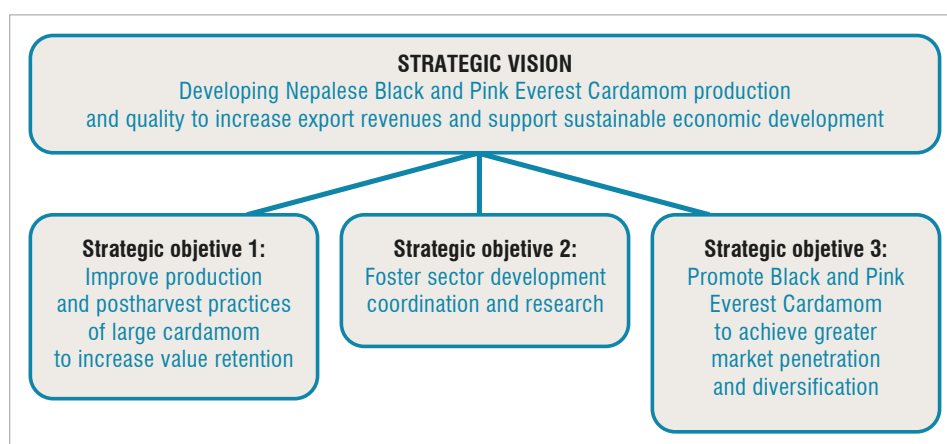 STRATEGIC VISION
Developing Nepalese Black and Pink Everest Cardamom production
and quality to increase export revenues and support sustainable economic development
Strategic objetive 1:
Improve production
and postharvest practices
of large cardamom
to increase value retention
Strategic objetive 2:
Foster sector development
coordination and research
Strategic objetive 3:
Promote Black and Pink
Everest Cardamom
to achieve greater
market penetration
and diversification